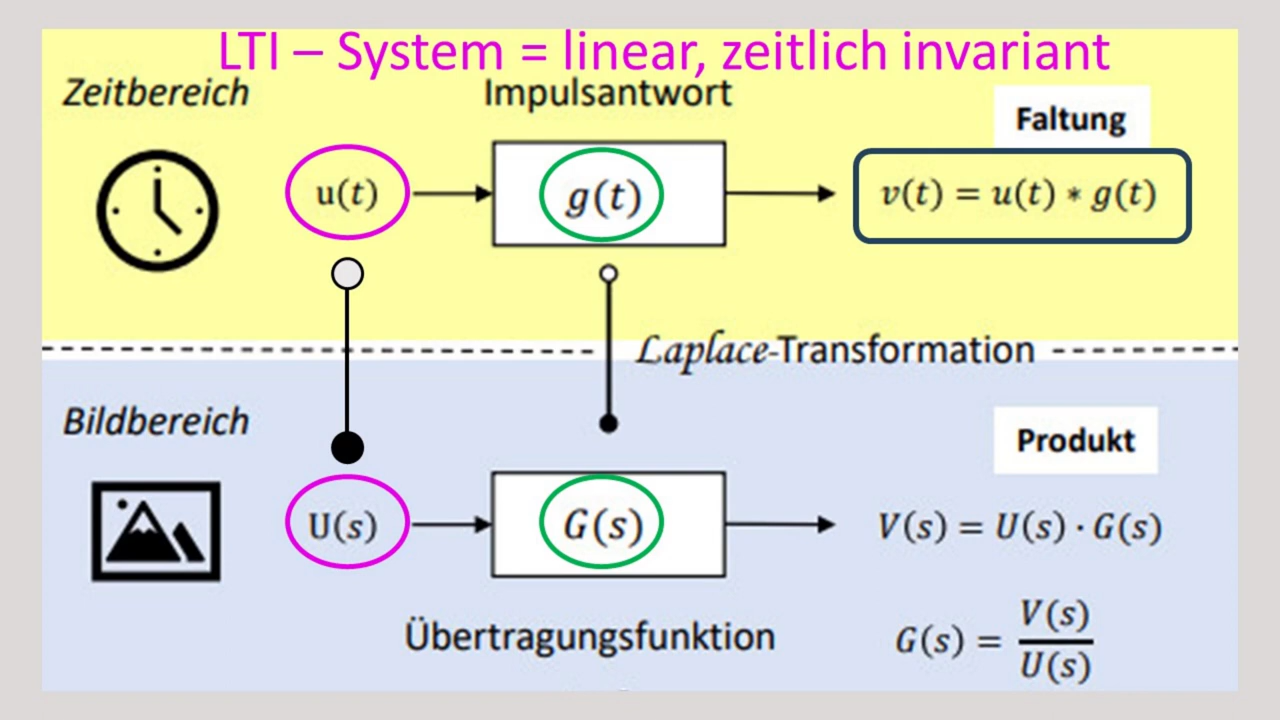 LTI – System = linear, zeitlich invariant
Zeitbereich
Impulsantwort
Faltung
u(t)
g(t)
v(t) = u(t) * g(t)
Laplace-Transformation
Bildbereich
Produkt
U(s)
G(s)
V(s) = U(s) · G(s)
Übertragungsfunktion
G(s) = V(s) / U(s)